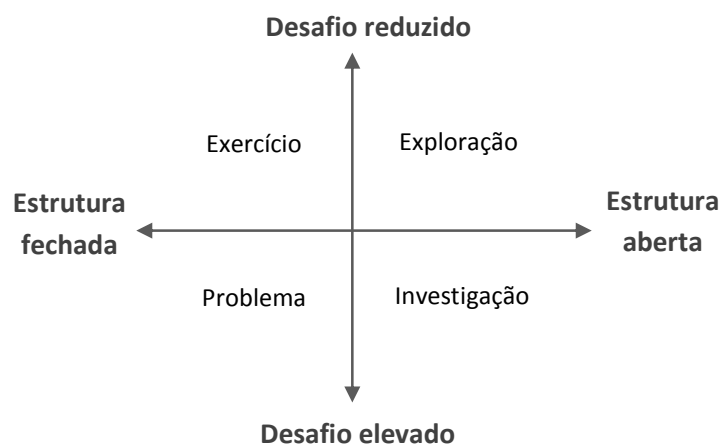 Desafio reduzido
Exercício
Exploração
Estrutura
fechada
Estrutura
aberta
Problema
Investigação
Desafio elevado